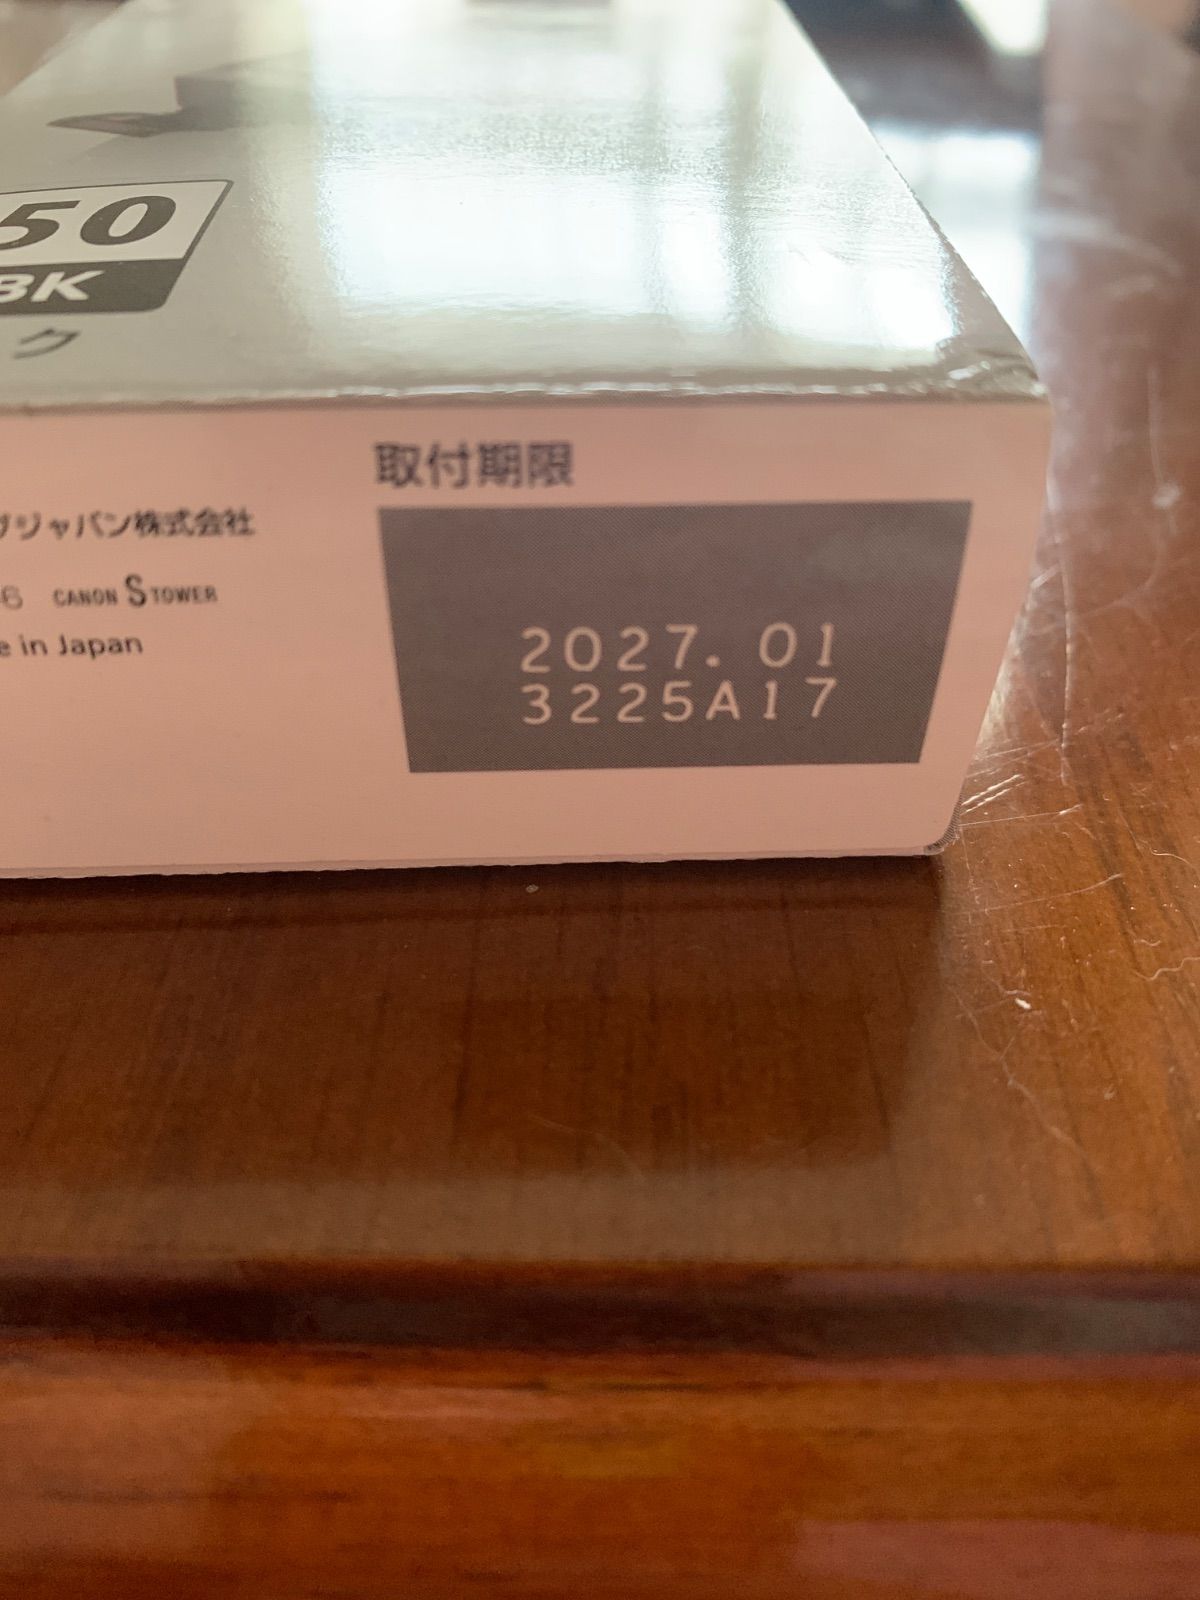 50
BK
ク
取付期限
ジャパン株式会社
6 CANON S TOWER
e in Japan
2027. 01
3225A17